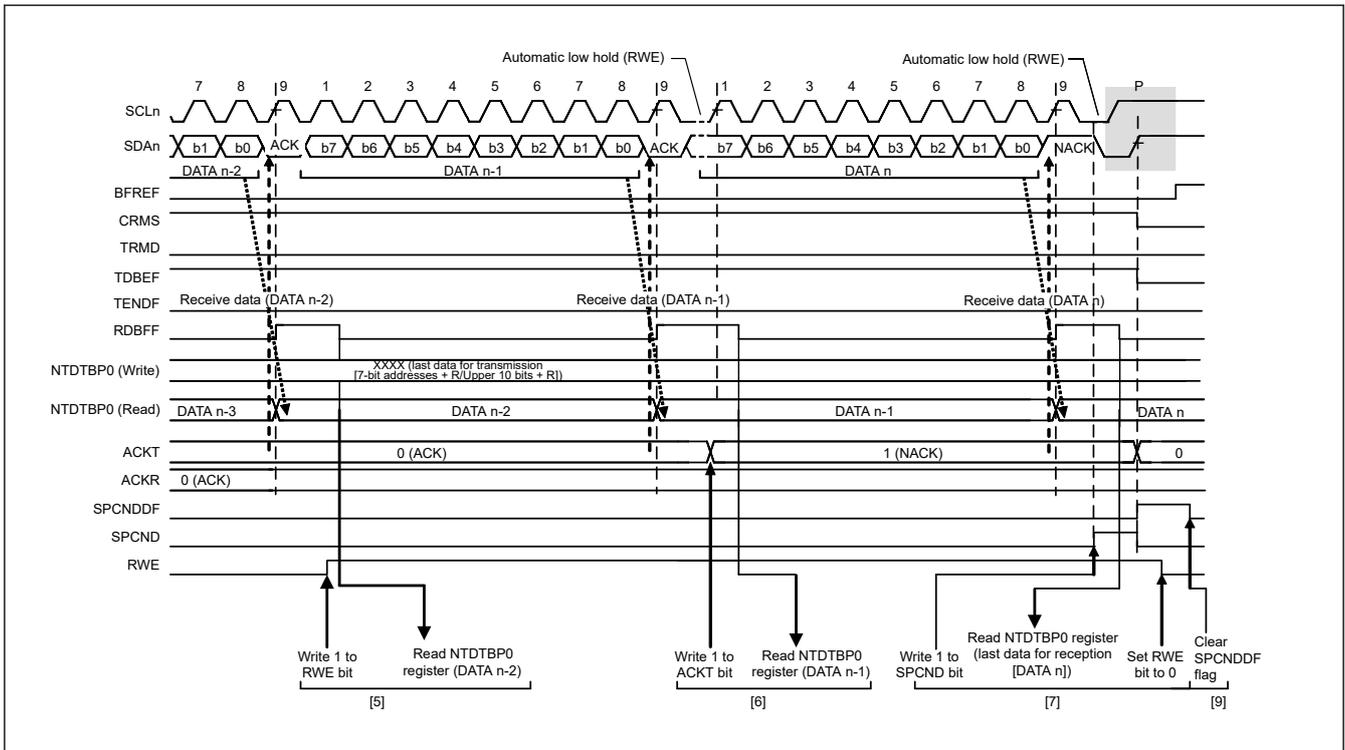 Automatic low hold (RWE)
Automatic low hold (RWE)
7 8 9 1 2 3 4 5 6 7 8 9 1 2 3 4 5 6 7 8 9 P
SCLn
SDAn b1 b0 ACK b7 b6 b5 b4 b3 b2 b1 b0 ACK b7 b6 b5 b4 b3 b2 b1 b0 NACK
DATA n-2 DATA n-1 DATA n
BFREF
CRMS
TRMD
TDBEF
TENDF Receive data (DATA n-2) Receive data (DATA n-1) Receive data (DATA n)
RDBFF
NTDTBP0 (Write) XXXX (last data for transmission
[7-bit addresses + R/Upper 10 bits + R])
NTDTBP0 (Read) DATA n-3 DATA n-2 DATA n-1 DATA n
ACKT 0 (ACK) 1 (NACK) 0
ACKR 0 (ACK)
SPCNDDF
SPCND
RWE
Write 1 to
RWE bit
Read NTDTBP0
register (DATA n-2)
Write 1 to
ACKT bit
Read NTDTBP0
register (DATA n-1)
Write 1 to
SPCND bit
Read NTDTBP0 register
(last data for reception
[DATA n])
Set RWE
bit to 0
Clear
SPCNDDF
flag
[5] [6] [7] [9]